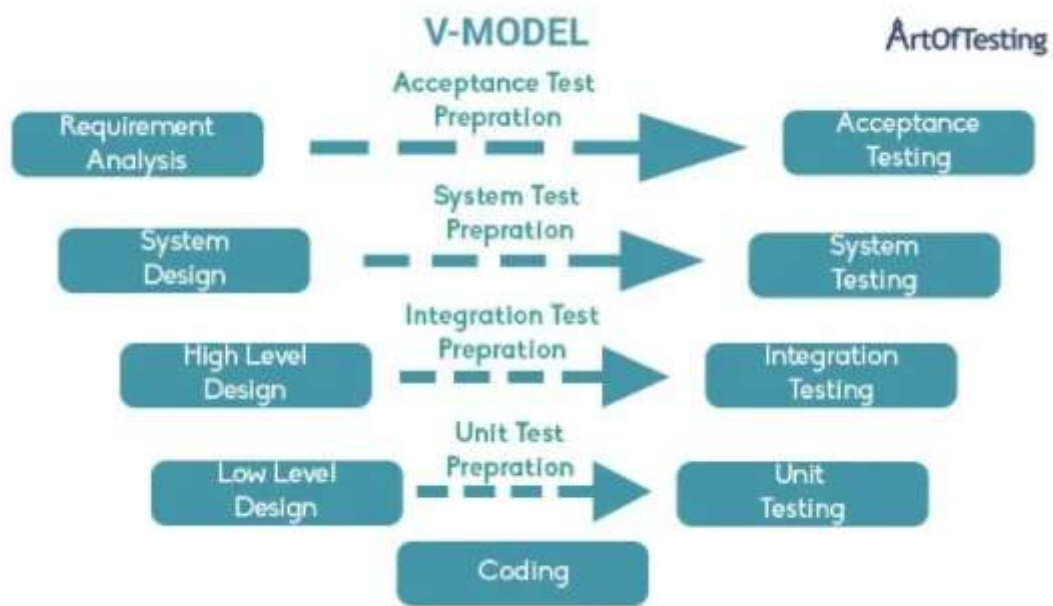 V-MODEL
ArtOfTesting
Acceptance Test
Prepration
Requirement
Analysis
Acceptance
Testing
System Test
Prepration
System
Design
System
Testing
Integration Test
Prepration
High Level
Design
Integration
Testing
Unit Test
Prepration
Low Level
Design
Unit
Testing
Coding